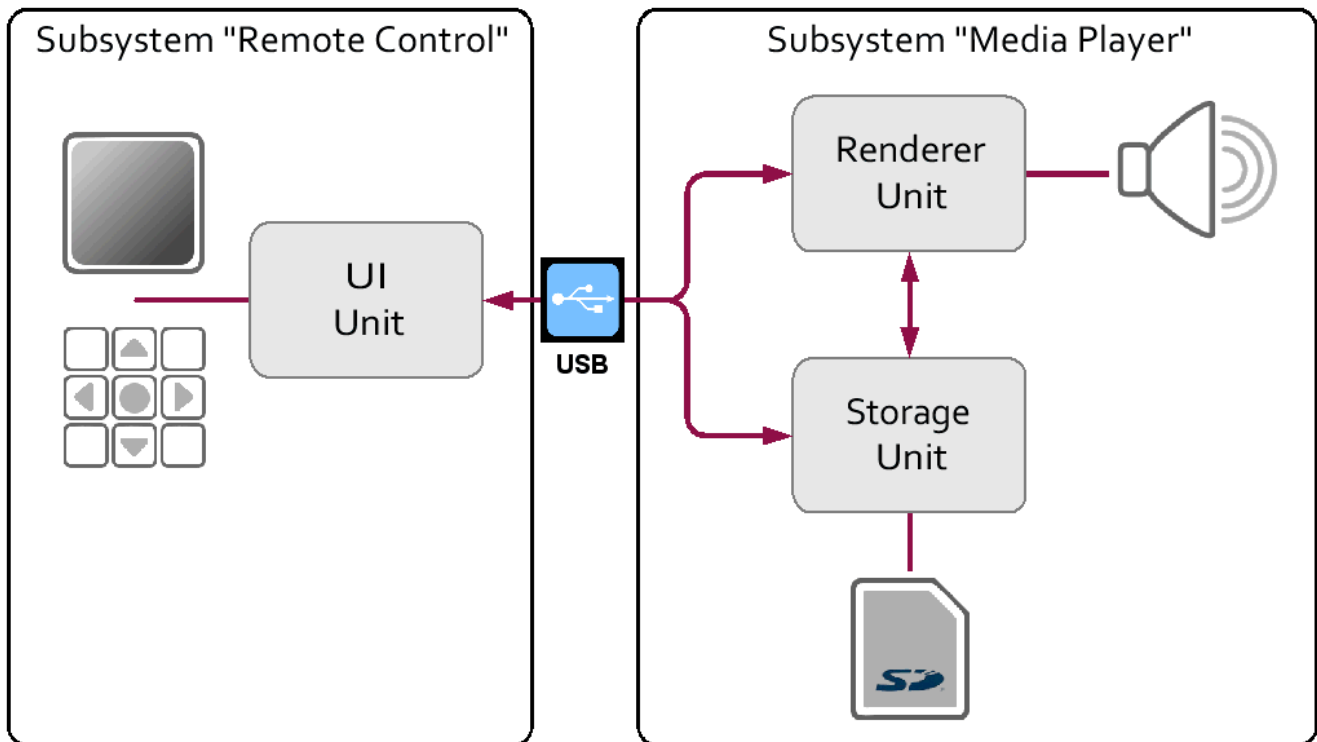 Subsystem "Remote Control"
Subsystem "Media Player"
Renderer
Unit
UI
Unit
USB
Storage
Unit
SD